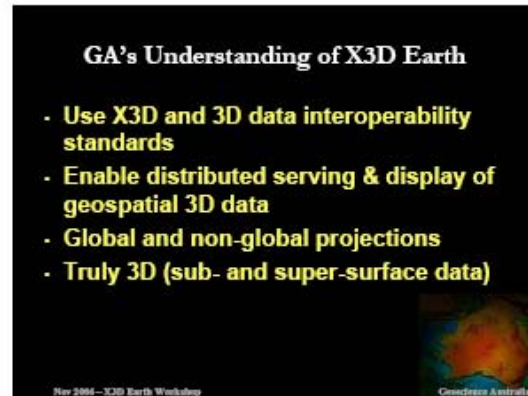 GA's Understanding of X3D Earth
- Use X3D and 3D data interoperability
standards
- Enable distributed serving & display of
geospatial 3D data
- Global and non-global projections
- Truly 3D (sub- and super-surface data)
Nov 2006 – X3D Earth Workshop
Geoscience Australia